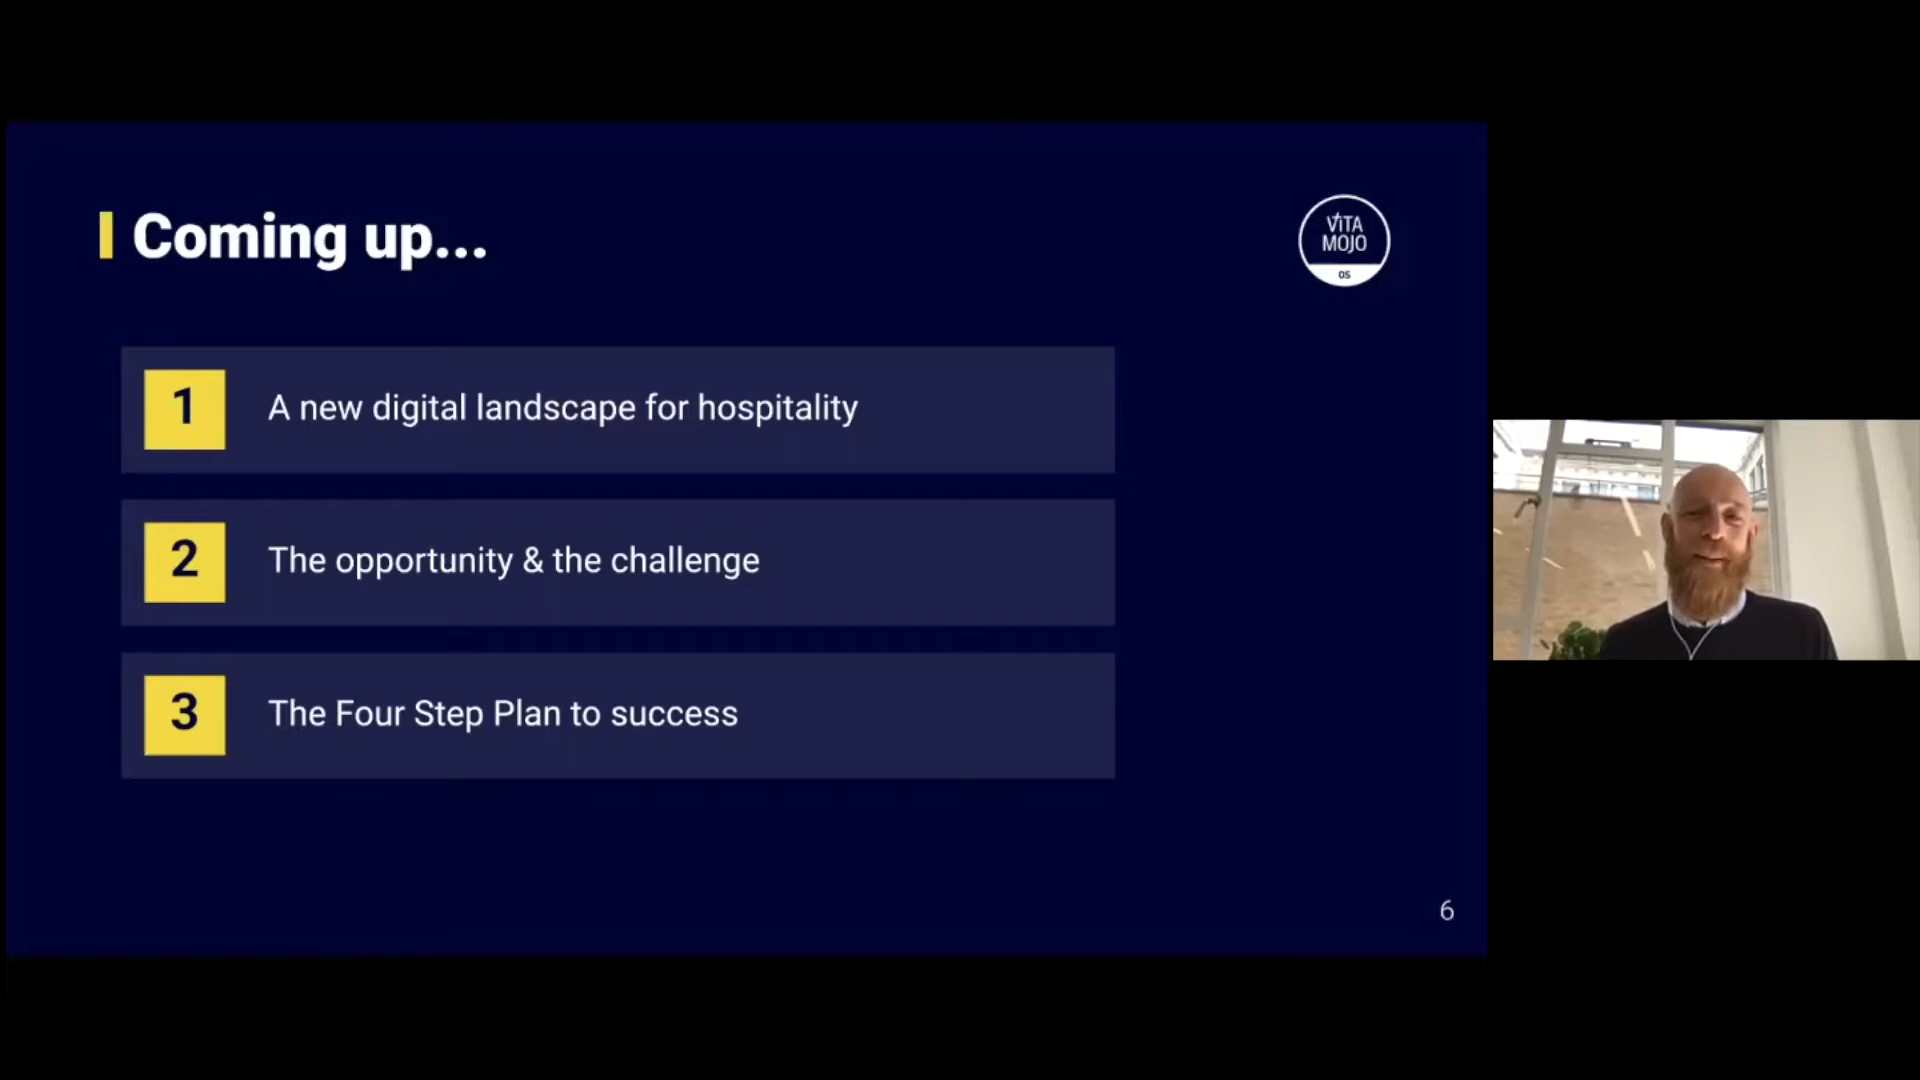 Coming up...
VITA
MOJO
OS
1 A new digital landscape for hospitality
2 The opportunity & the challenge
3 The Four Step Plan to success
6